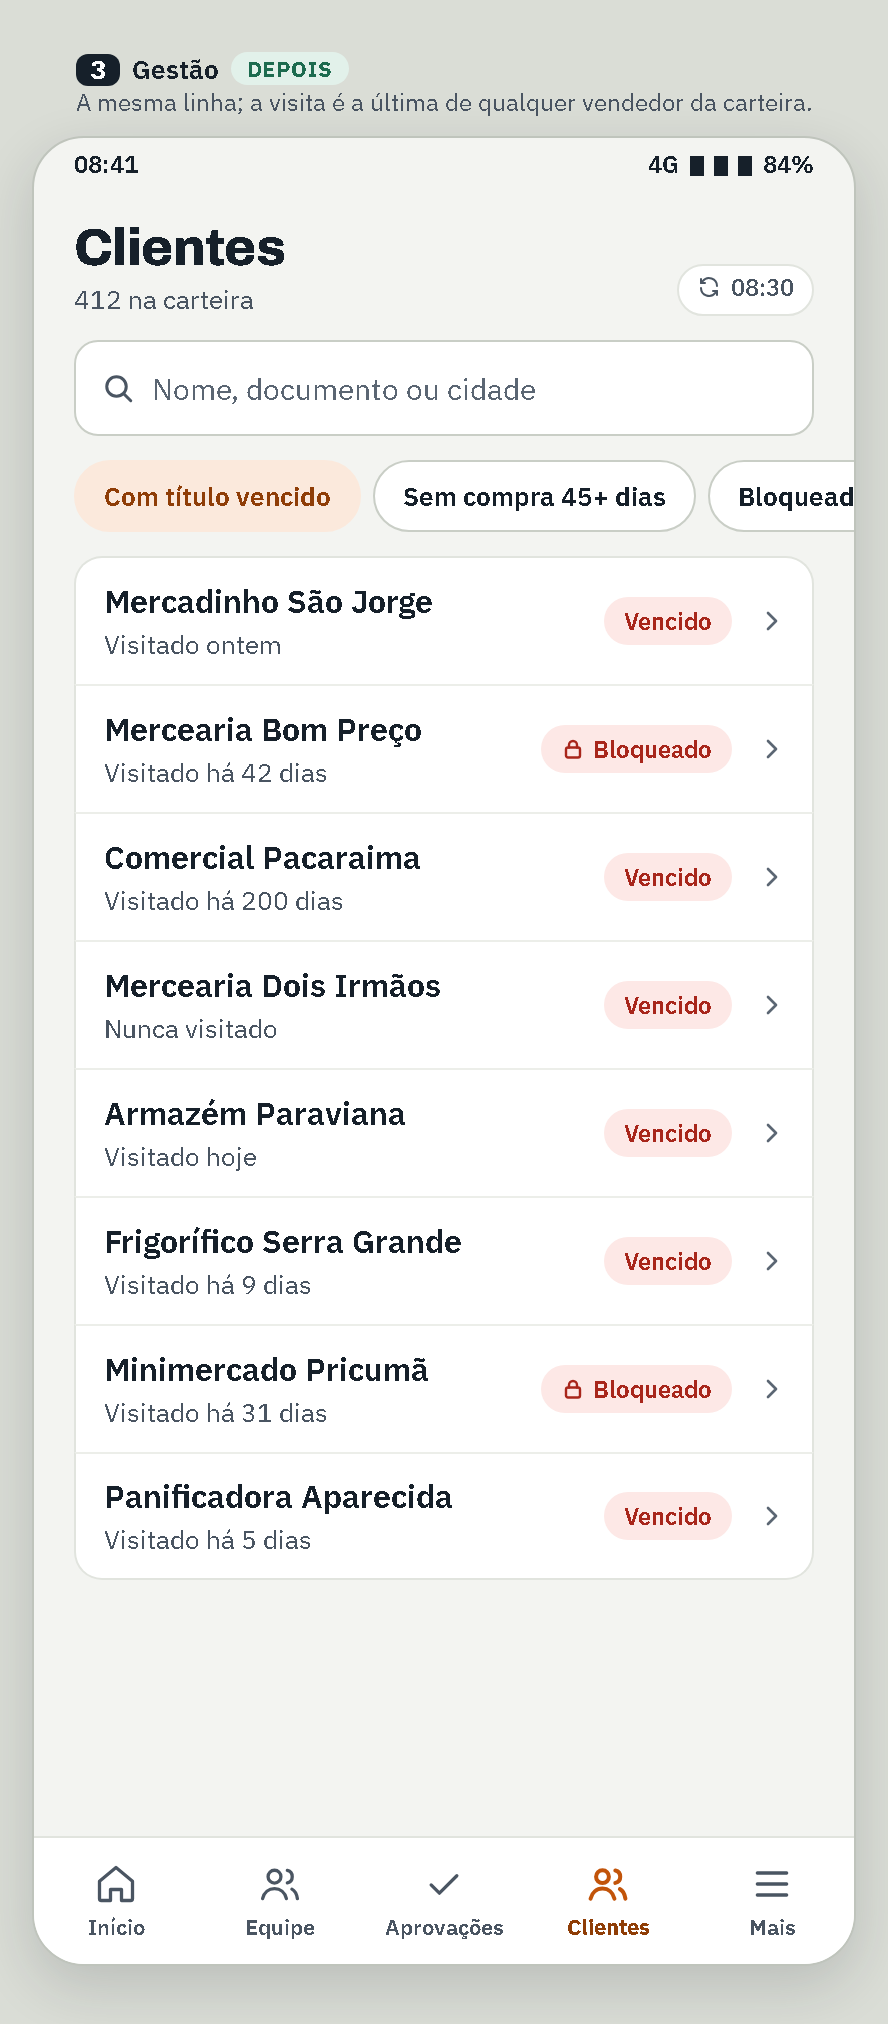 3 Gestão DEPOIS
A mesma linha; a visita é a última de qualquer vendedor da carteira.
08:41 4G 84%
Clientes
412 na carteira
08:30
Nome, documento ou cidade
Com título vencido Sem compra 45+ dias Bloquead
Mercadinho São Jorge
Visitado ontem
Vencido
Mercearia Bom Preço
Visitado há 42 dias
Bloqueado
Comercial Pacaraima
Visitado há 200 dias
Vencido
Mercearia Dois Irmãos
Nunca visitado
Vencido
Armazém Paraviana
Visitado hoje
Vencido
Frigorífico Serra Grande
Visitado há 9 dias
Vencido
Minimercado Pricumã
Visitado há 31 dias
Bloqueado
Panificadora Aparecida
Visitado há 5 dias
Vencido
Início Equipe Aprovações Clientes Mais